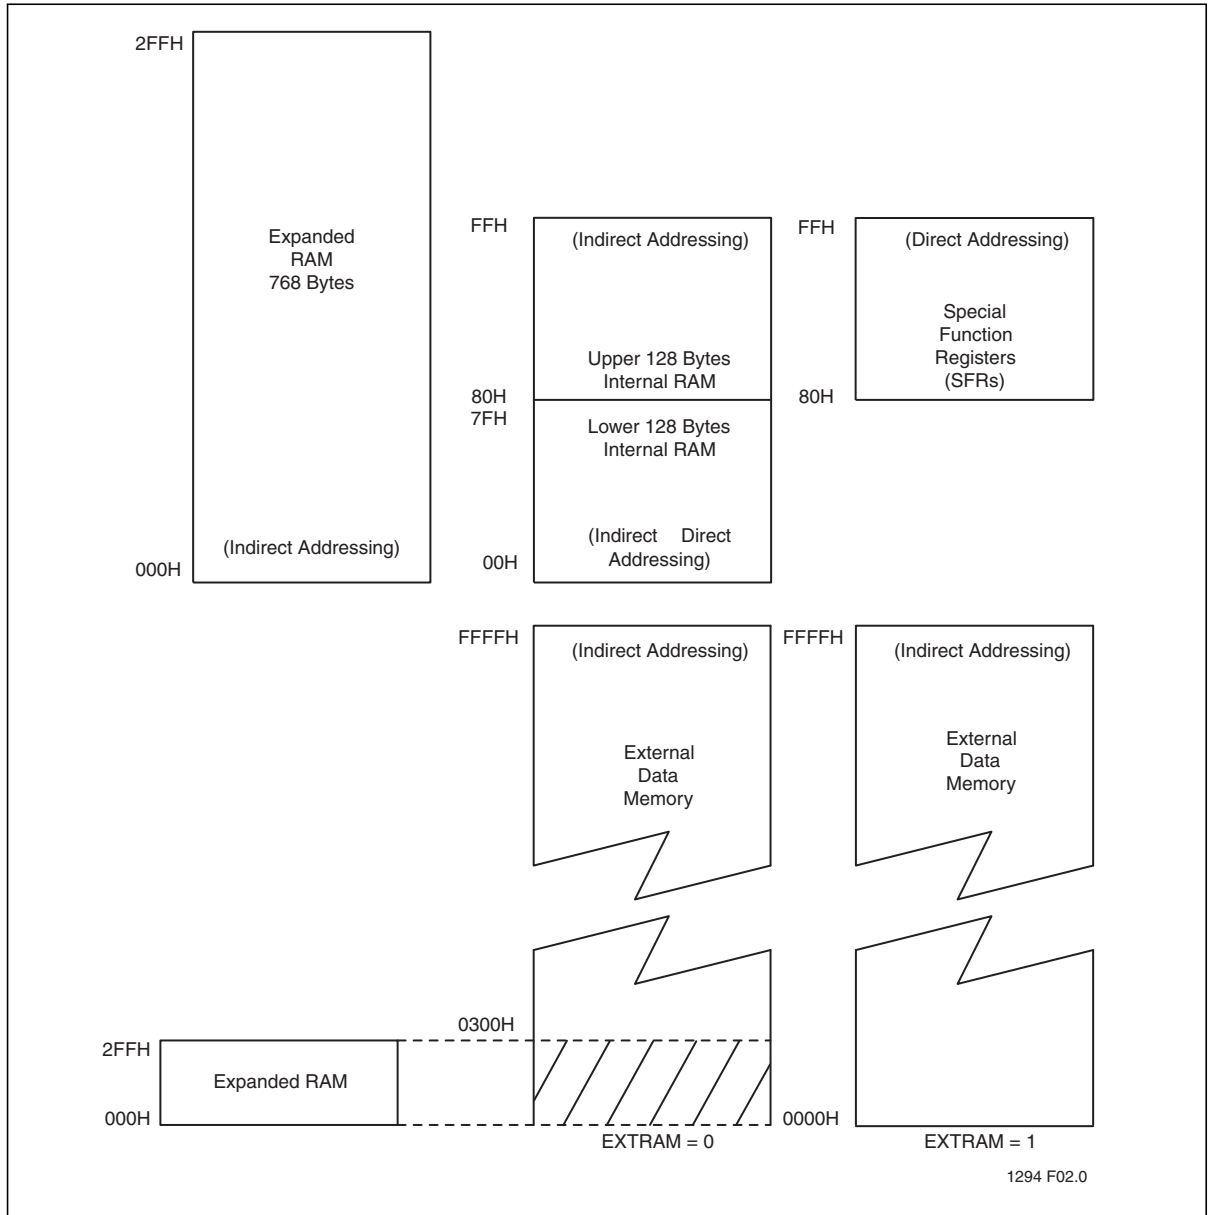 2FFH
Expanded
RAM
768 Bytes
(Indirect Addressing)
000H
FFH
(Indirect Addressing)
Upper 128 Bytes
Internal RAM
80H
7FH
Lower 128 Bytes
Internal RAM
(Indirect Direct
Addressing)
00H
FFH
(Direct Addressing)
Special
Function
Registers
(SFRs)
80H
FFFFH
(Indirect Addressing)
External
Data
Memory
FFFFH
(Indirect Addressing)
External
Data
Memory
0300H
2FFH
Expanded RAM
000H
0000H
EXTRAM = 0
EXTRAM = 1
1294 F02.0